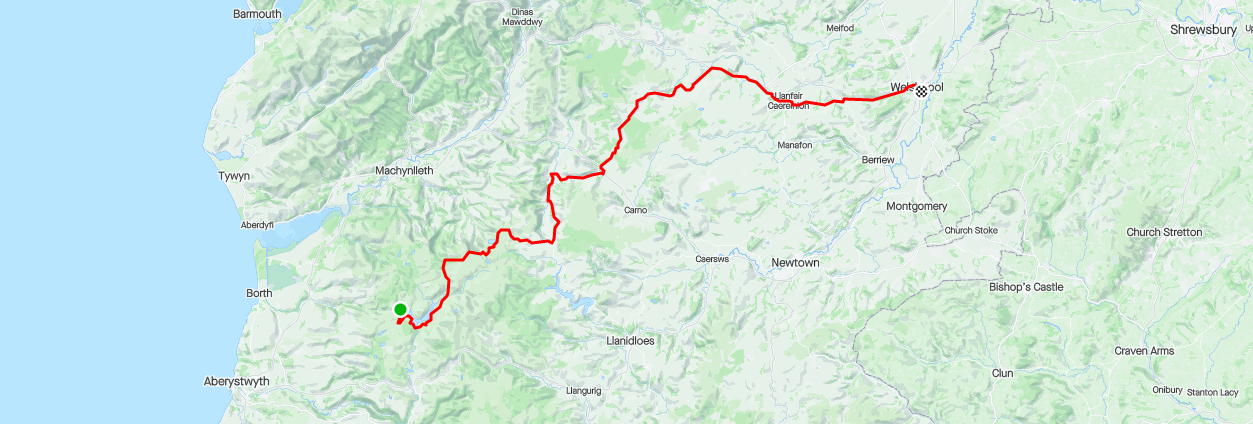 Barmouth
Dinas
Mawddwy
Meifod
Shrewsbury
Llanfair
Caereinion
Manafon
Berriew
Machynlleth
Tywyn
Aberdyfi
Carno
Montgomery
Church Stoke
Church Stretton
Caersws
Newtown
Borth
Bishop's Castle
Llanidloes
Craven Arms
Aberystwyth
Llangurig
Clun
Onibury
Stanton Lacy